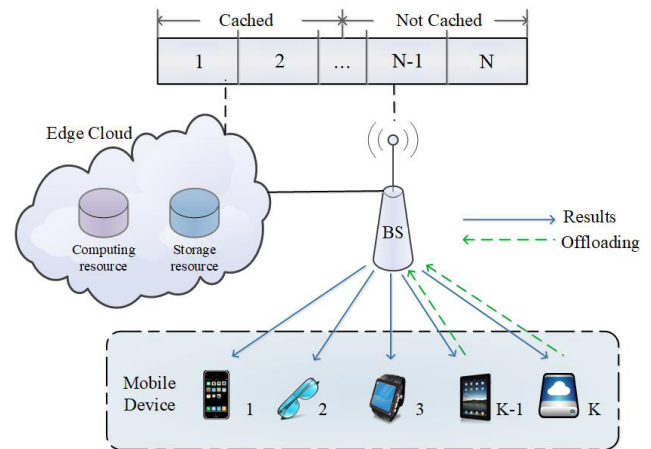 Cached Not Cached
1 2 ... N-1 N
Edge Cloud
Computing resource
Storage resource
BS
Results
Offloading
Mobile Device
1 2 3 K-1 K